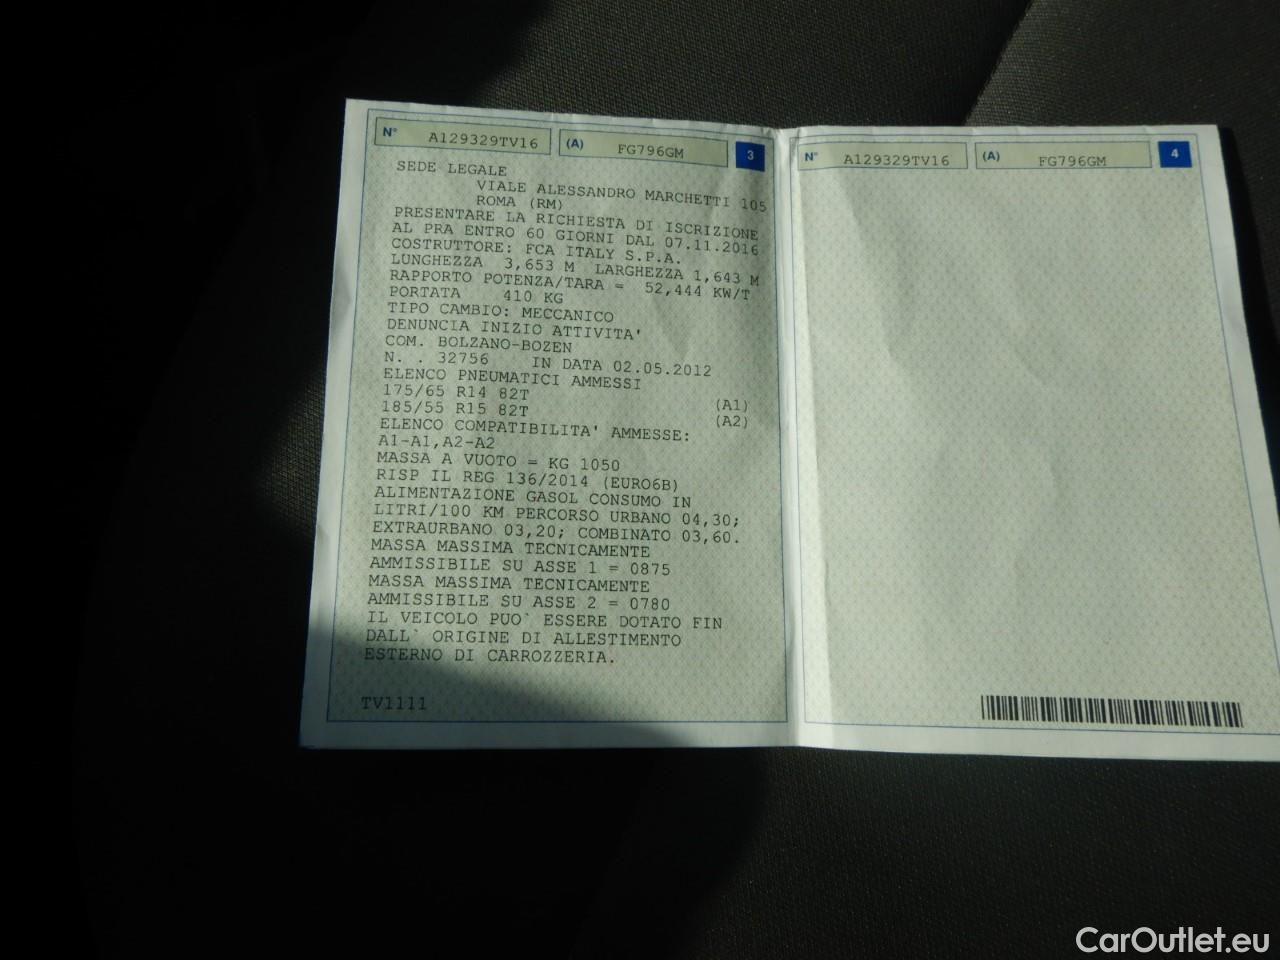 N° A129329TV16 (A) FG796GM 3
SEDE LEGALE
VIALE ALESSANDRO MARCHETTI 105
ROMA (RM)
PRESENTARE LA RICHIESTA DI ISCRIZIONE
AL PRA ENTRO 60 GIORNI DAL 07.11.2016
COSTRUTTORE: FCA ITALY S.P.A.
LUNGHEZZA 3,653 M LARGHEZZA 1,643 M
RAPPORTO POTENZA/TARA = 52,444 KW/T
PORTATA 410 KG
TIPO CAMBIO: MECCANICO
DENUNCIA INIZIO ATTIVITA'
COM. BOLZANO-BOZEN
N. . 32756 IN DATA 02.05.2012
ELENCO PNEUMATICI AMMESSI
175/65 R14 82T (A1)
185/55 R15 82T (A2)
ELENCO COMPATIBILITA' AMMESSE:
A1-A1,A2-A2
MASSA A VUOTO = KG 1050
RISP IL REG 136/2014 (EURO6B)
ALIMENTAZIONE GASOL CONSUMO IN
LITRI/100 KM PERCORSO URBANO 04,30;
EXTRAURBANO 03,20; COMBINATO 03,60.
MASSA MASSIMA TECNICAMENTE
AMMISSIBILE SU ASSE 1 = 0875
MASSA MASSIMA TECNICAMENTE
AMMISSIBILE SU ASSE 2 = 0780
IL VEICOLO PUO` ESSERE DOTATO FIN
DALL` ORIGINE DI ALLESTIMENTO
ESTERNO DI CARROZZERIA.
TV1111
N° A129329TV16 (A) FG796GM 4
CarOutlet.eu